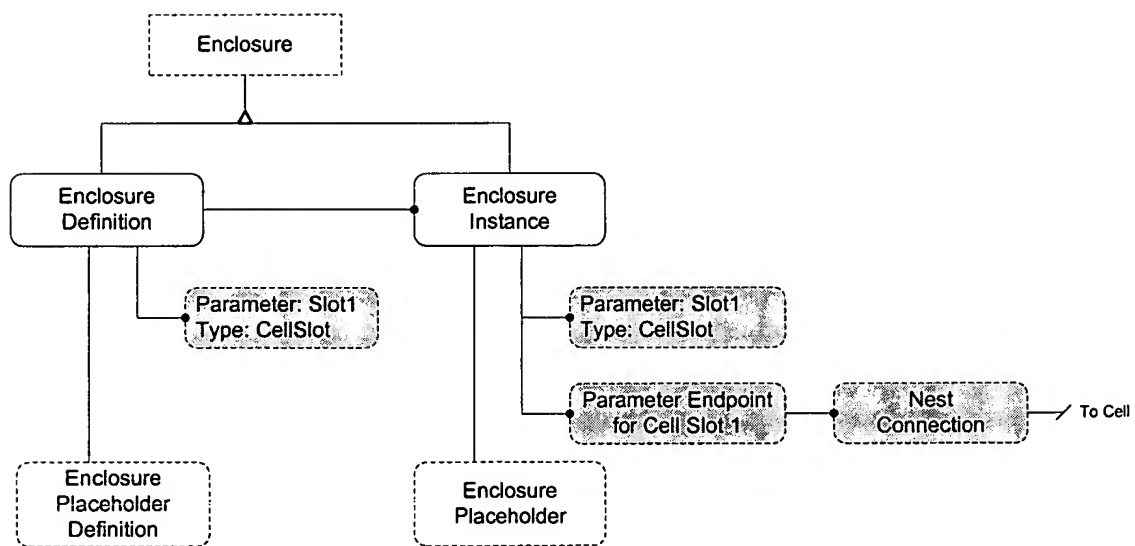 Enclosure
Enclosure
Definition
Enclosure
Instance
Parameter: Slot1
Type: CellSlot
Parameter: Slot1
Type: CellSlot
Parameter Endpoint
for Cell Slot 1
Nest
Connection
To Cell
Enclosure
Placeholder
Definition
Enclosure
Placeholder